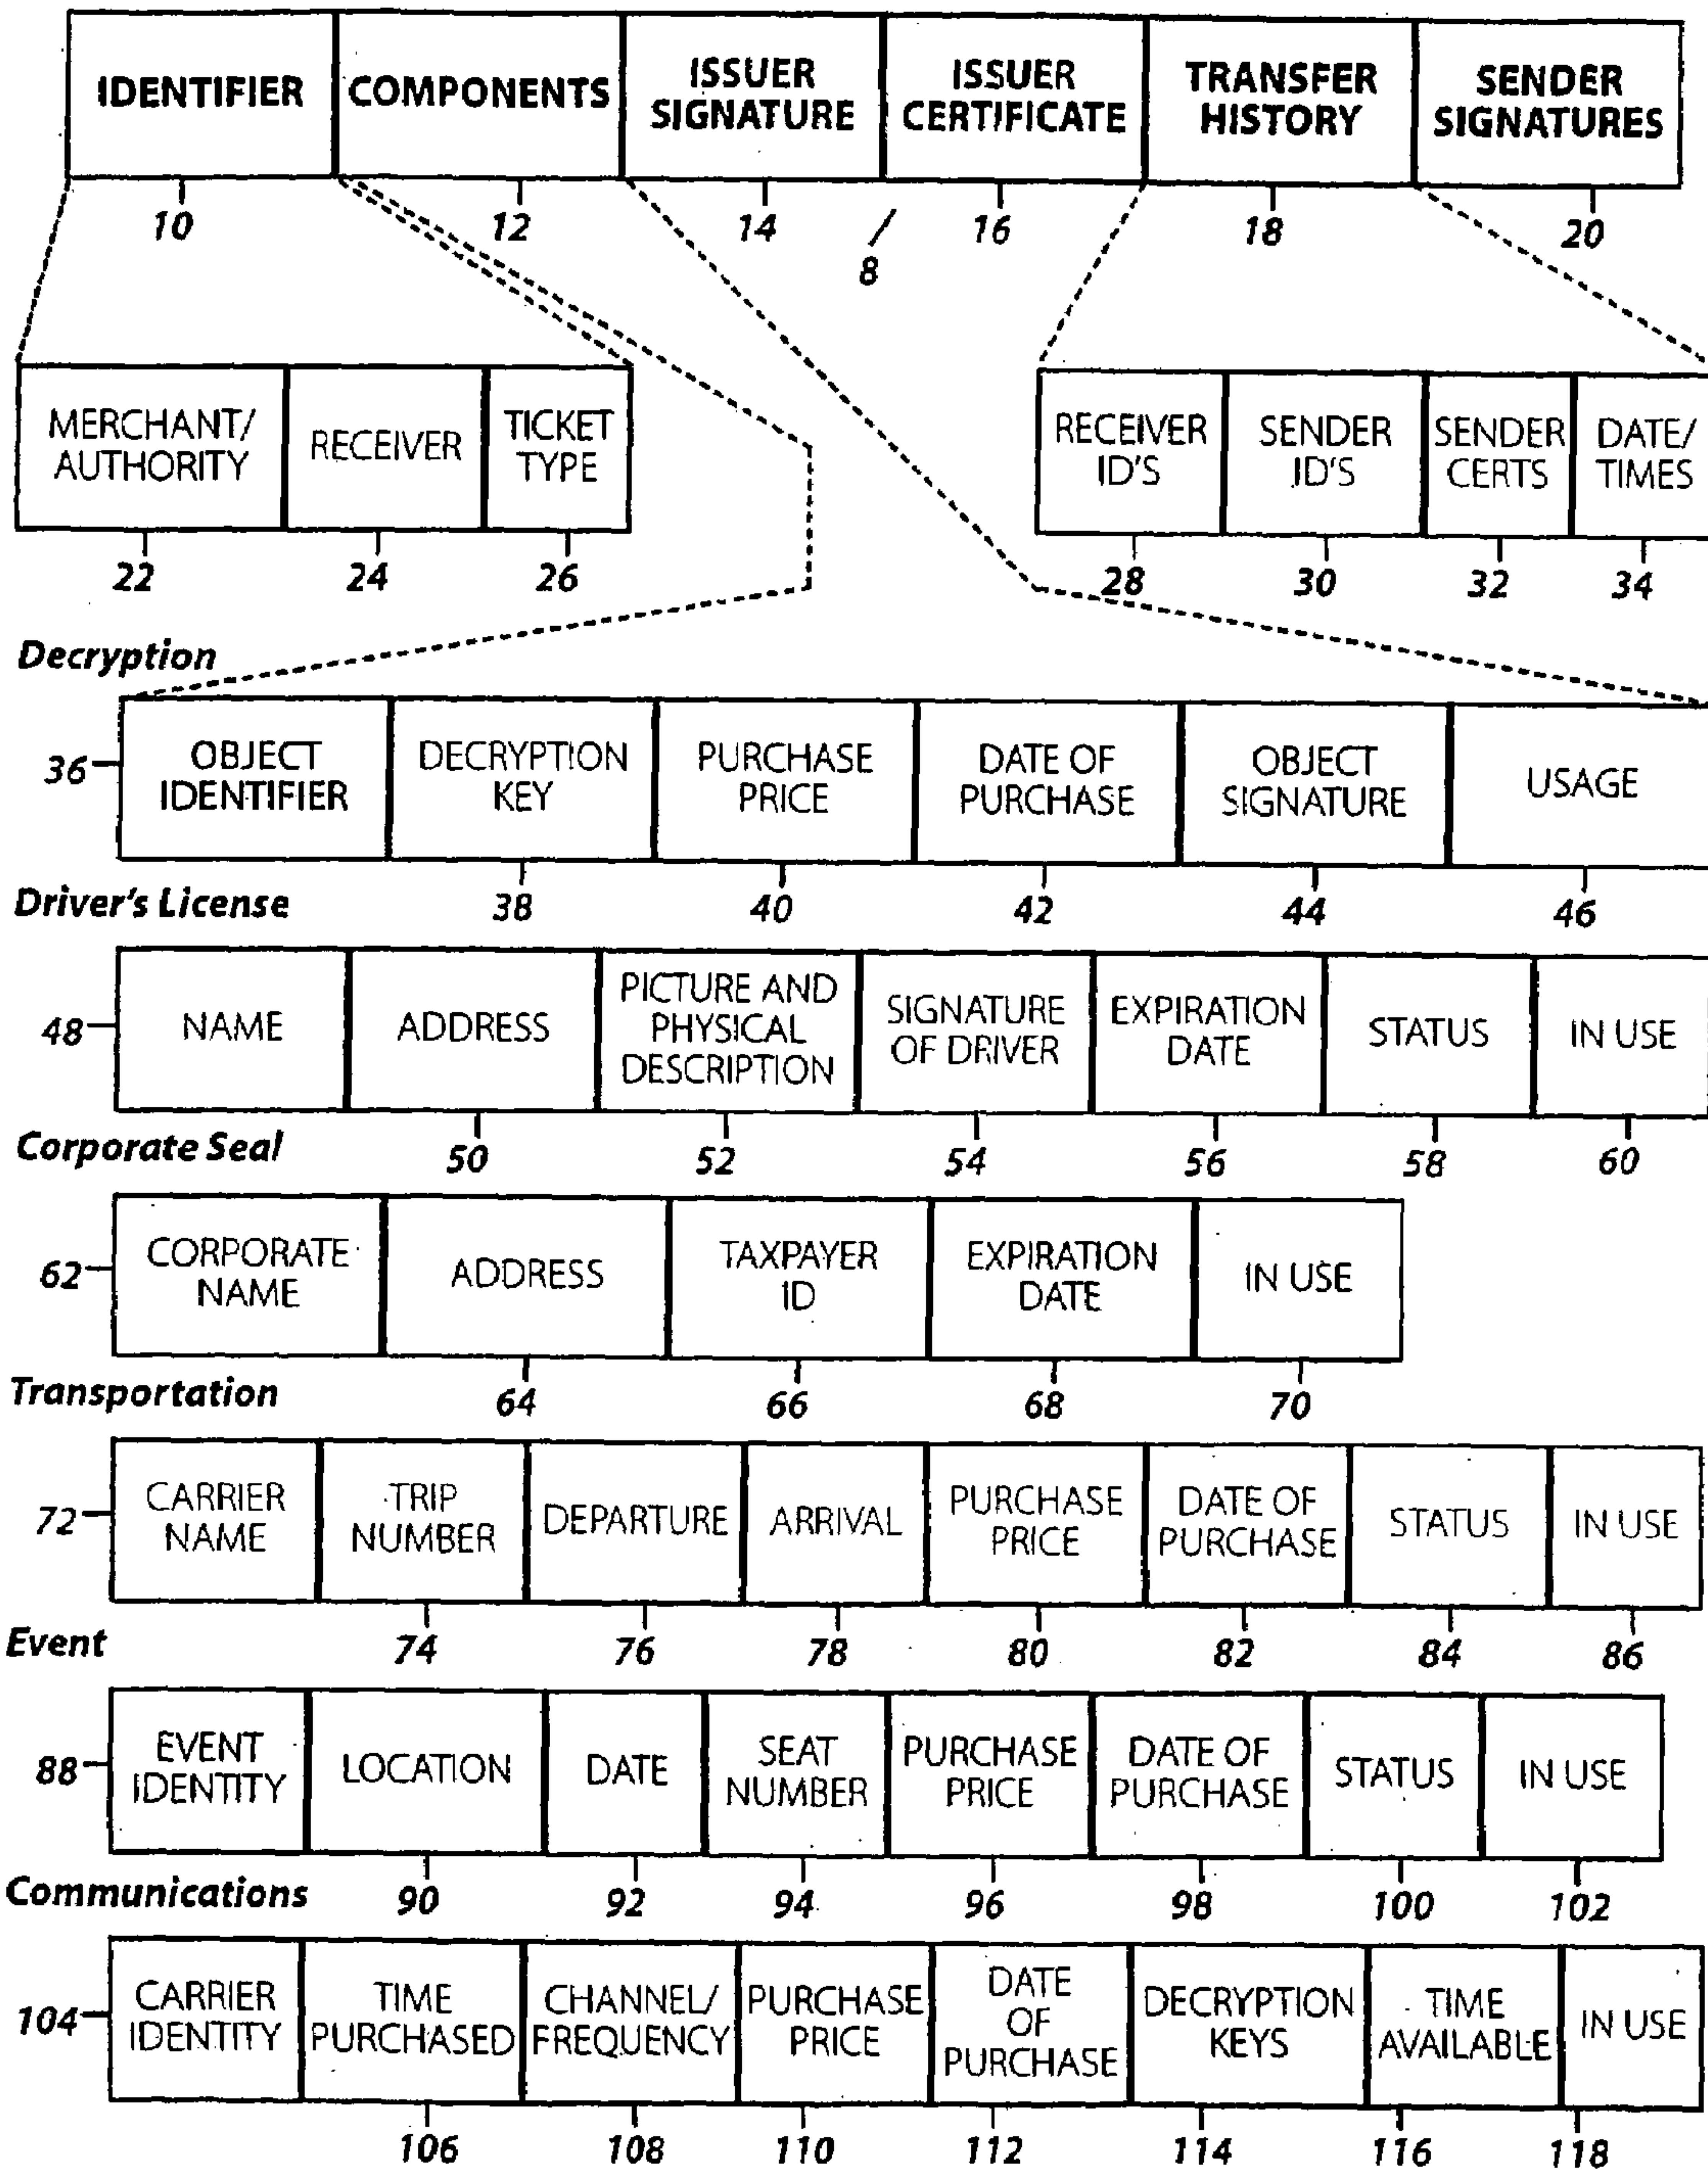 IDENTIFIER
COMPONENTS
ISSUER
SIGNATURE
ISSUER
CERTIFICATE
TRANSFER
HISTORY
SENDER
SIGNATURES
10
12
14
8
16
18
20
MERCHANT/
AUTHORITY
RECEIVER
TICKET
TYPE
RECEIVER
ID'S
SENDER
ID'S
SENDER
CERTS
DATE/
TIMES
22
24
26
28
30
32
34
Decryption
36
OBJECT
IDENTIFIER
DECRYPTION
KEY
PURCHASE
PRICE
DATE OF
PURCHASE
OBJECT
SIGNATURE
USAGE
38
40
42
44
46
Driver's License
48
NAME
ADDRESS
PICTURE AND
PHYSICAL
DESCRIPTION
SIGNATURE
OF DRIVER
EXPIRATION
DATE
STATUS
IN USE
50
52
54
56
58
60
Corporate Seal
62
CORPORATE
NAME
ADDRESS
TAXPAYER
ID
EXPIRATION
DATE
IN USE
64
66
68
70
Transportation
72
CARRIER
NAME
TRIP
NUMBER
DEPARTURE
ARRIVAL
PURCHASE
PRICE
DATE OF
PURCHASE
STATUS
IN USE
74
76
78
80
82
84
86
Event
88
EVENT
IDENTITY
LOCATION
DATE
SEAT
NUMBER
PURCHASE
PRICE
DATE OF
PURCHASE
STATUS
IN USE
90
92
94
96
98
100
102
Communications
104
CARRIER
IDENTITY
TIME
PURCHASED
CHANNEL/
FREQUENCY
PURCHASE
PRICE
DATE
OF
PURCHASE
DECRYPTION
KEYS
TIME
AVAILABLE
IN USE
106
108
110
112
114
116
118